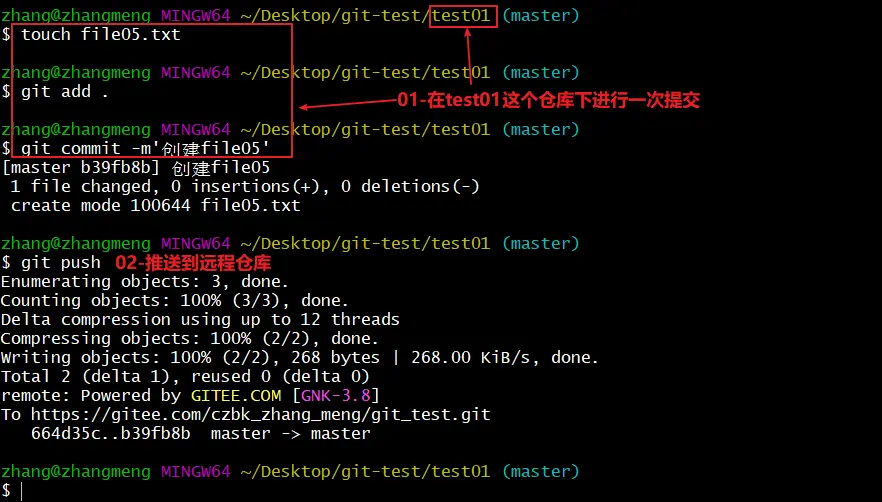 zhang@zhangmeng MINGW64 ~/Desktop/git-test/test01 (master)
$ touch file05.txt
zhang@zhangmeng MINGW64 ~/Desktop/git-test/test01 (master)
$ git add .
01-在test01这个仓库下进行一次提交
zhang@zhangmeng MINGW64 ~/Desktop/git-test/test01 (master)
$ git commit -m'创建file05'
[master b39fb8b] 创建file05
 1 file changed, 0 insertions(+), 0 deletions(-)
 create mode 100644 file05.txt
zhang@zhangmeng MINGW64 ~/Desktop/git-test/test01 (master)
$ git push 02-推送到远程仓库
Enumerating objects: 3, done.
Counting objects: 100% (3/3), done.
Delta compression using up to 12 threads
Compressing objects: 100% (2/2), done.
Writing objects: 100% (2/2), 268 bytes | 268.00 KiB/s, done.
Total 2 (delta 1), reused 0 (delta 0)
remote: Powered by GITEE.COM [GNK-3.8]
To https://gitee.com/czbk_zhang_meng/git_test.git
   664d35c..b39fb8b  master -> master
zhang@zhangmeng MINGW64 ~/Desktop/git-test/test01 (master)
$